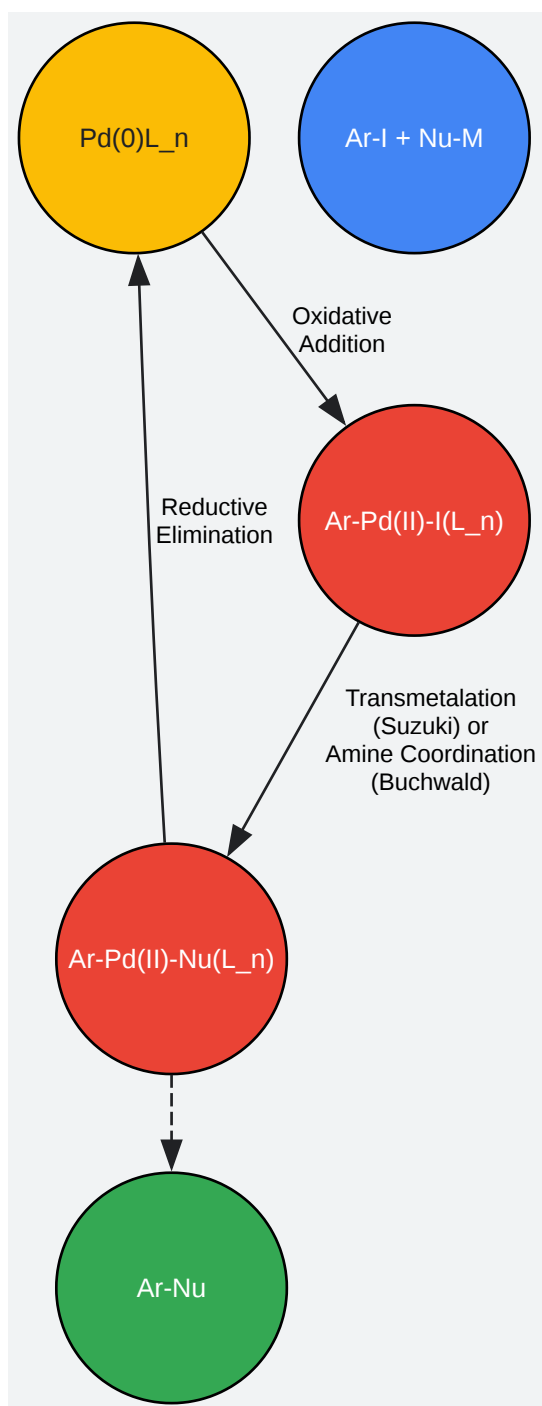 Pd(0)L_n
Ar-I + Nu-M
Oxidative
Addition
Ar-Pd(II)-I(L_n)
Reductive
Elimination
Transmetalation
(Suzuki) or
Amine Coordination
(Buchwald)
Ar-Pd(II)-Nu(L_n)
Ar-Nu